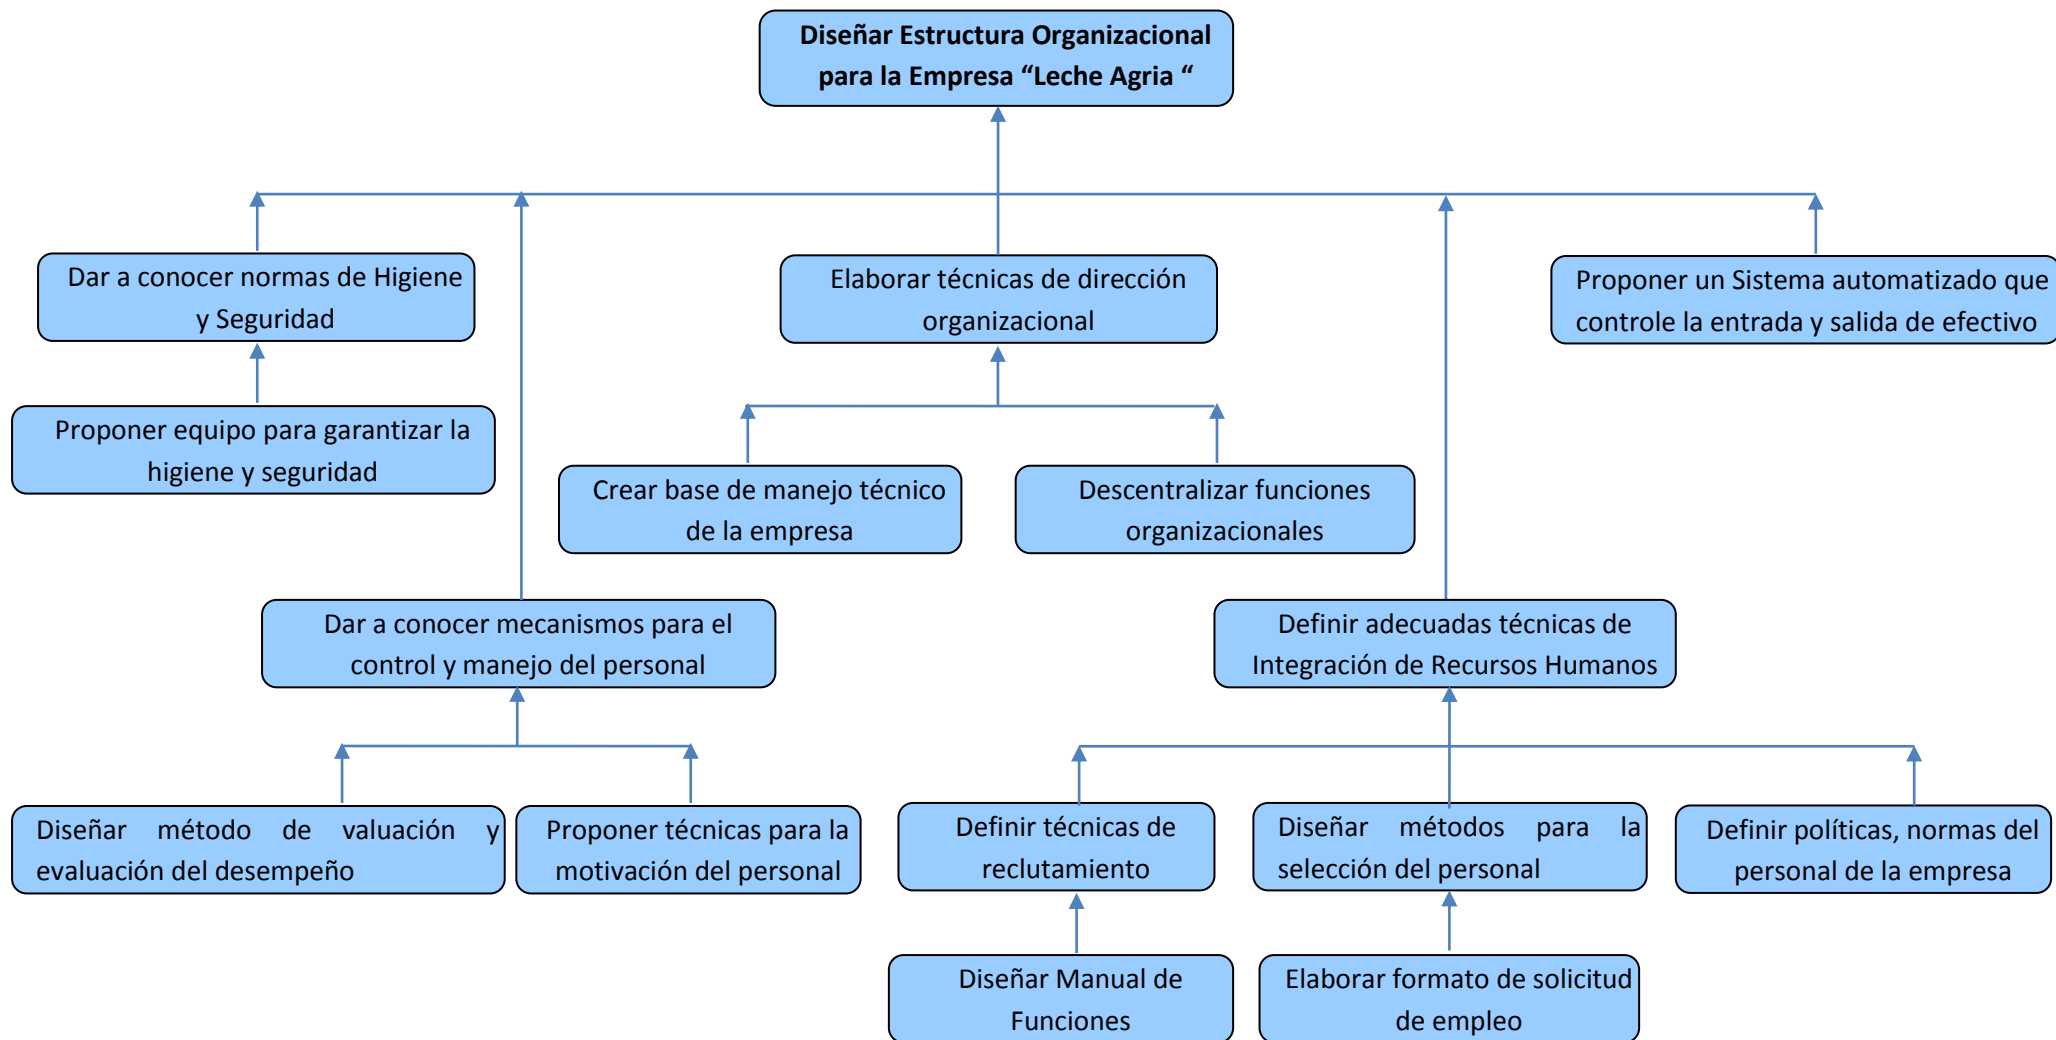 Diseñar Estructura Organizacional
para la Empresa “Leche Agria “
Dar a conocer normas de Higiene
y Seguridad
Elaborar técnicas de dirección
organizacional
Proponer un Sistema automatizado que
controle la entrada y salida de efectivo
Proponer equipo para garantizar la
higiene y seguridad
Crear base de manejo técnico
de la empresa
Descentralizar funciones
organizacionales
Dar a conocer mecanismos para el
control y manejo del personal
Definir adecuadas técnicas de
Integración de Recursos Humanos
Diseñar método de valuación y
evaluación del desempeño
Proponer técnicas para la
motivación del personal
Definir técnicas de
reclutamiento
Diseñar métodos para la
selección del personal
Definir políticas, normas del
personal de la empresa
Diseñar Manual de
Funciones
Elaborar formato de solicitud
de empleo